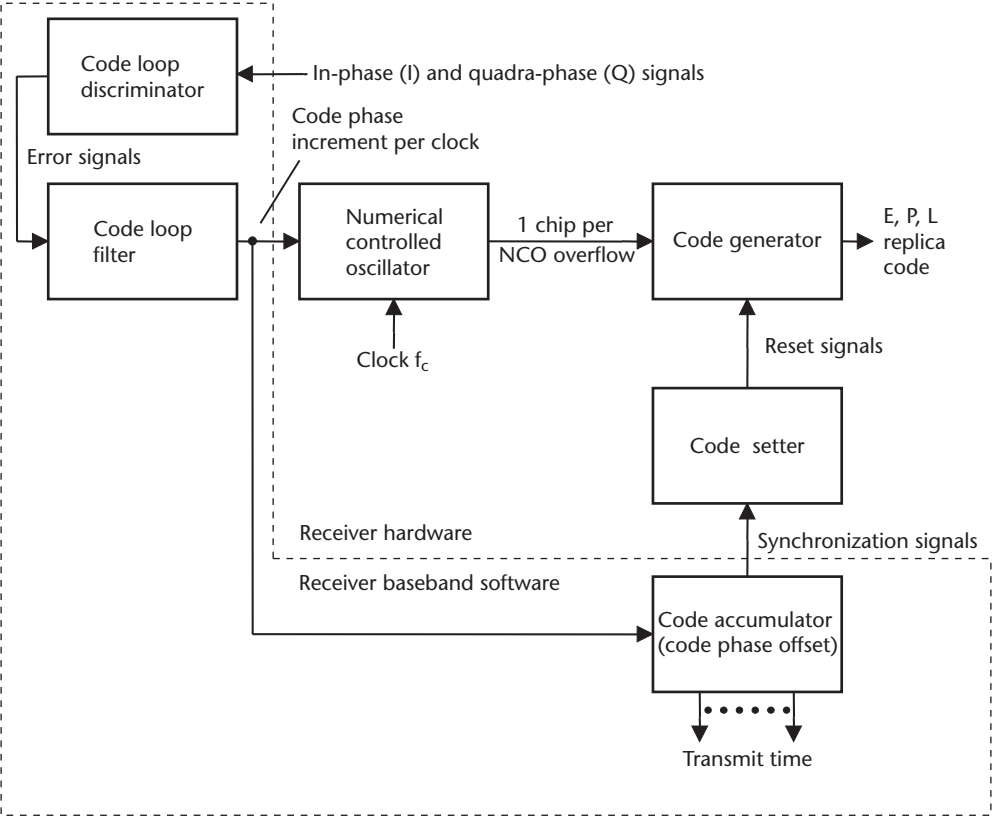 Code loop
discriminator
In-phase (I) and quadra-phase (Q) signals
Code phase
increment per clock
Error signals
Code loop
filter
Numerical
controlled
oscillator
1 chip per
NCO overflow
Code generator
E, P, L
replica
code
Clock fc
Reset signals
Code setter
Receiver hardware
Synchronization signals
Receiver baseband software
Code accumulator
(code phase offset)
Transmit time